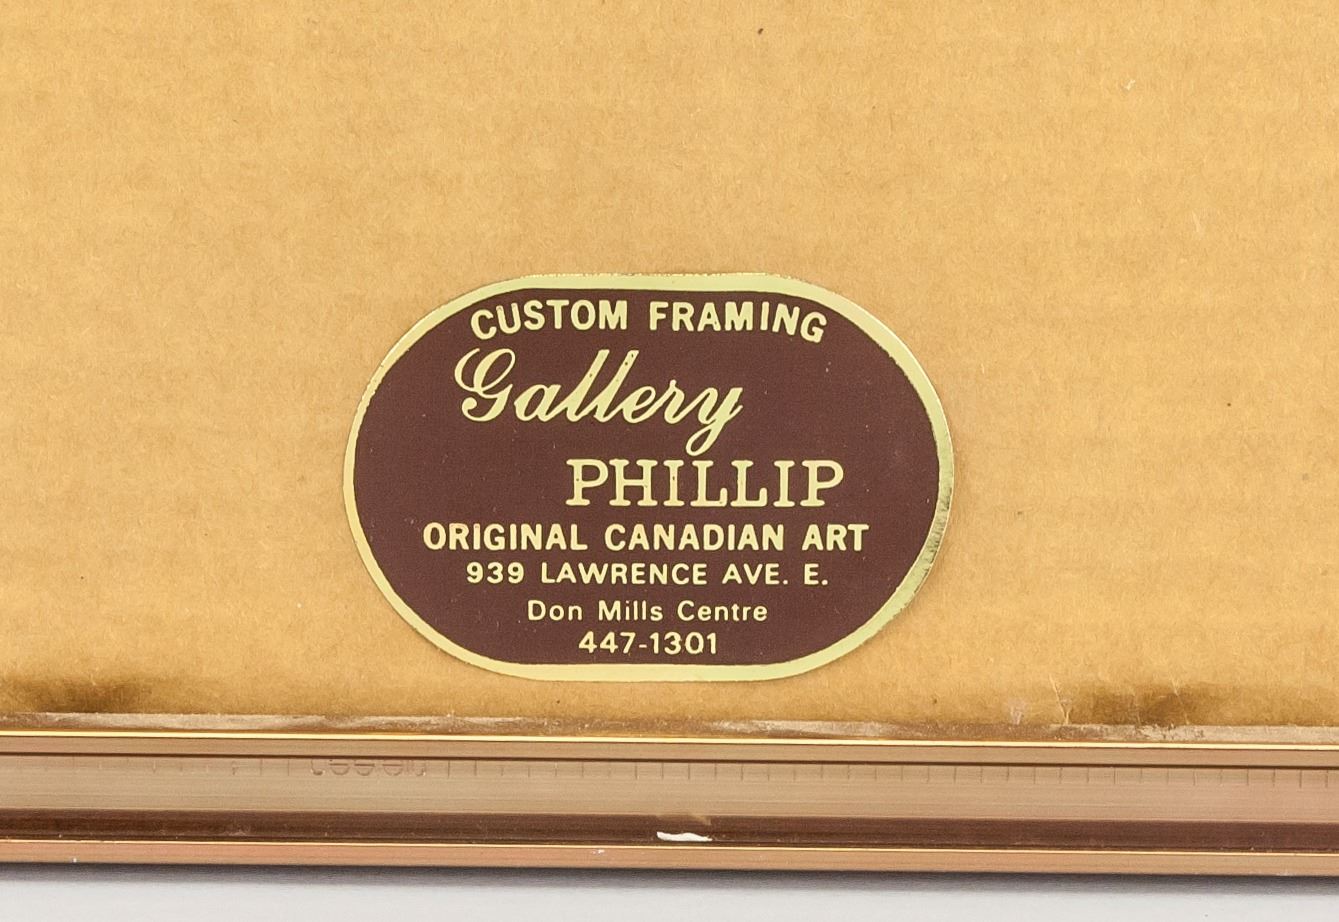 CUSTOM FRAMING
Gallery
PHILLIP
ORIGINAL CANADIAN ART
939 LAWRENCE AVE. E.
Don Mills Centre
447-1301